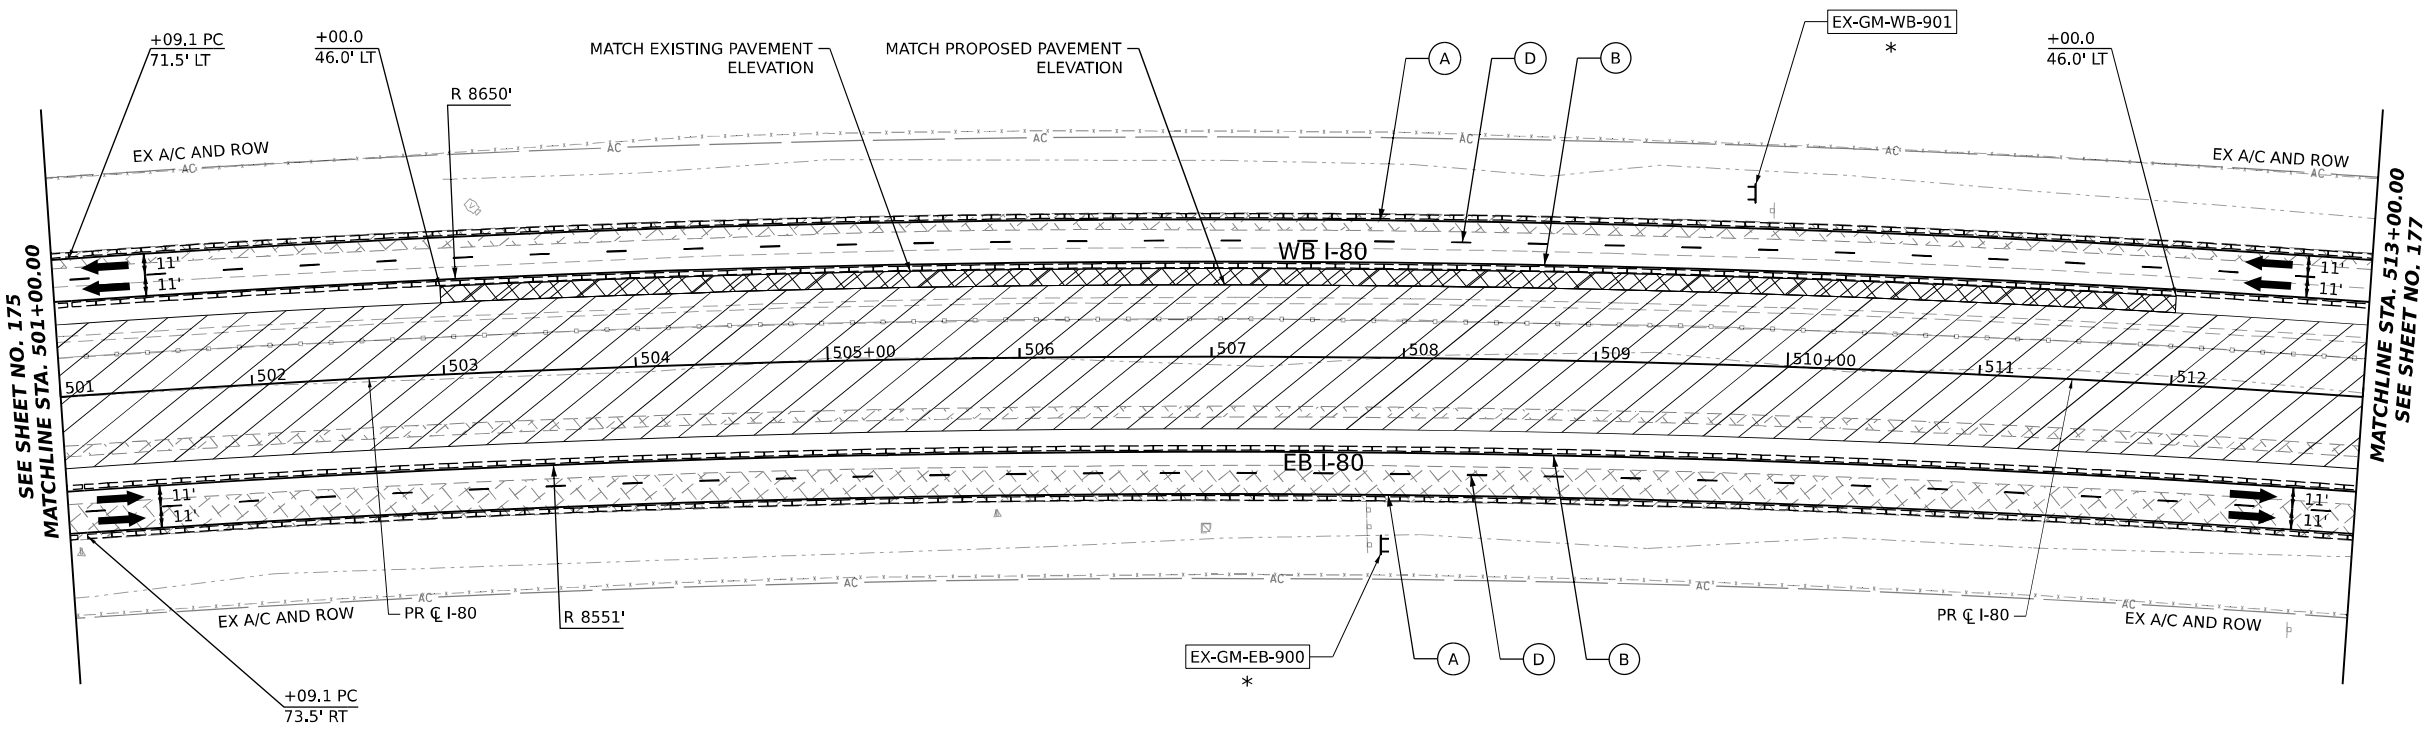 +09.1 PC
71.5' LT
+00.0
46.0' LT
R 8650'
MATCH EXISTING PAVEMENT
ELEVATION
MATCH PROPOSED PAVEMENT
ELEVATION
A
D
B
EX-GM-WB-901
*
+00.0
46.0' LT
EX A/C AND ROW
AC
AC
AC
AC
AC
AC
EX A/C AND ROW
SEE SHEET NO. 175
MATCHLINE STA. 501+00.00
MATCHLINE STA. 513+00.00
SEE SHEET NO. 177
11'
11'
WB I-80
11'
11'
501
502
503
504
505+00
506
507
508
509
510+00
511
512
11'
11'
EB I-80
11'
11'
AC
AC
AC
AC
AC
EX A/C AND ROW
PR ℄ I-80
R 8551'
PR ℄ I-80
EX A/C AND ROW
EX-GM-EB-900
*
A
D
B
+09.1 PC
73.5' RT